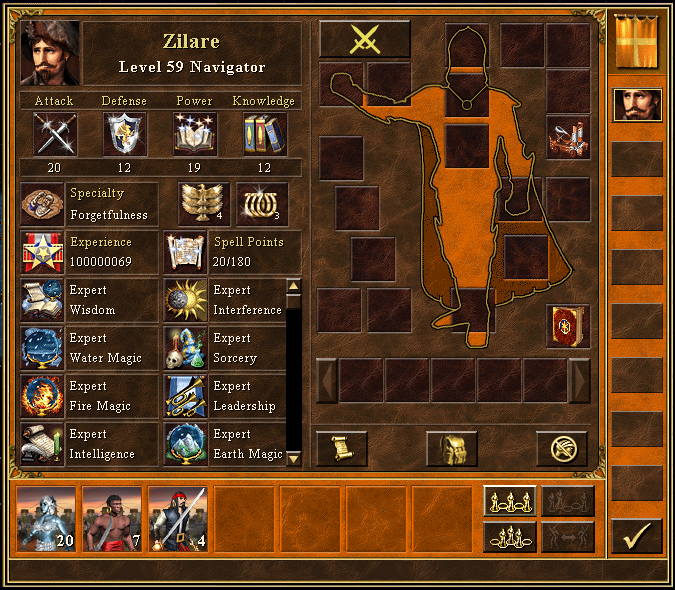 Zilare
Level 59 Navigator
Attack Defense Power Knowledge
20 12 19 12
Specialty
Forgetfulness
4
3
Experience
100000069
Spell Points
20/180
Expert
Wisdom
Expert
Interference
Expert
Water Magic
Expert
Sorcery
Expert
Fire Magic
Expert
Leadership
Expert
Intelligence
Expert
Earth Magic
20
7
4